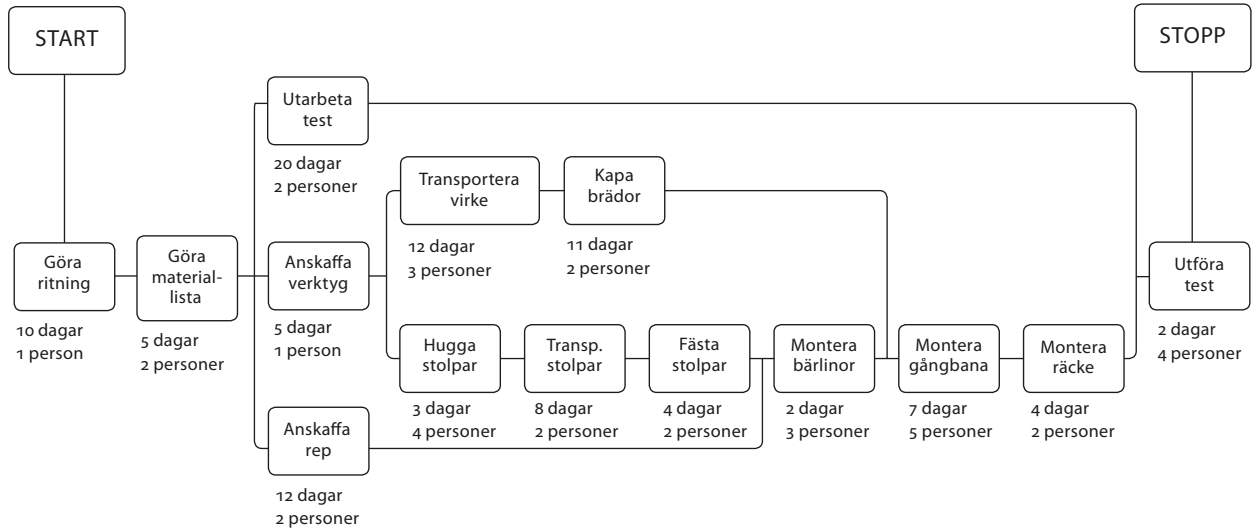 START
STOPP
Utarbeta
test
20 dagar
2 personer
Transportera
virke
12 dagar
3 personer
Kapa
brädor
11 dagar
2 personer
Göra
ritning
10 dagar
1 person
Göra
material-
lista
5 dagar
2 personer
Anskaffa
verktyg
5 dagar
1 person
Utföra
test
2 dagar
4 personer
Hugga
stolpar
3 dagar
4 personer
Transp.
stolpar
8 dagar
2 personer
Fästa
stolpar
4 dagar
2 personer
Montera
bärlinor
2 dagar
3 personer
Montera
gångbana
7 dagar
5 personer
Montera
räcke
4 dagar
2 personer
Anskaffa
rep
12 dagar
2 personer